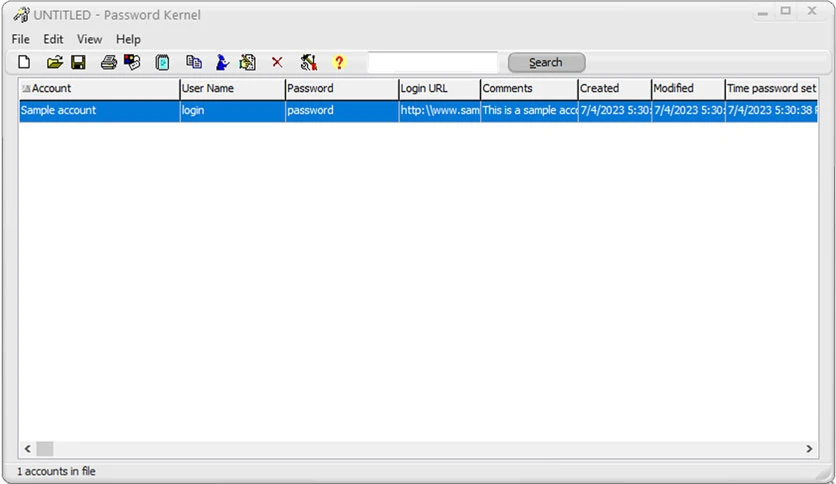 UNTITLED - Password Kernel
File Edit View Help
Search
Account User Name Password Login URL Comments Created Modified Time password set
Sample account login password http:\\www.sam This is a sample acc 7/4/2023 5:30: 7/4/2023 5:30: 7/4/2023 5:30:38
1 accounts in file